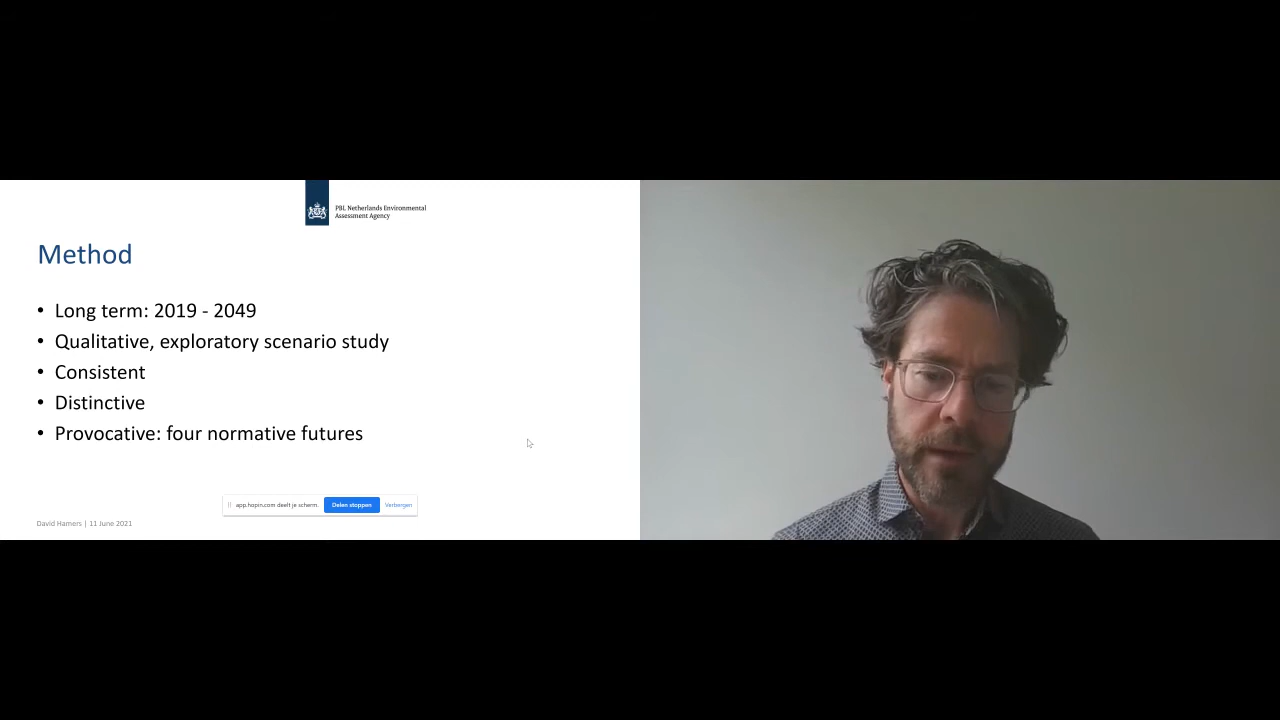 PBL Netherlands Environmental
Assessment Agency
Method
• Long term: 2019 - 2049
• Qualitative, exploratory scenario study
• Consistent
• Distinctive
• Provocative: four normative futures
app.hopin.com deelt je scherm.
Delen stoppen
Verbergen
David Hamers | 11 June 2021